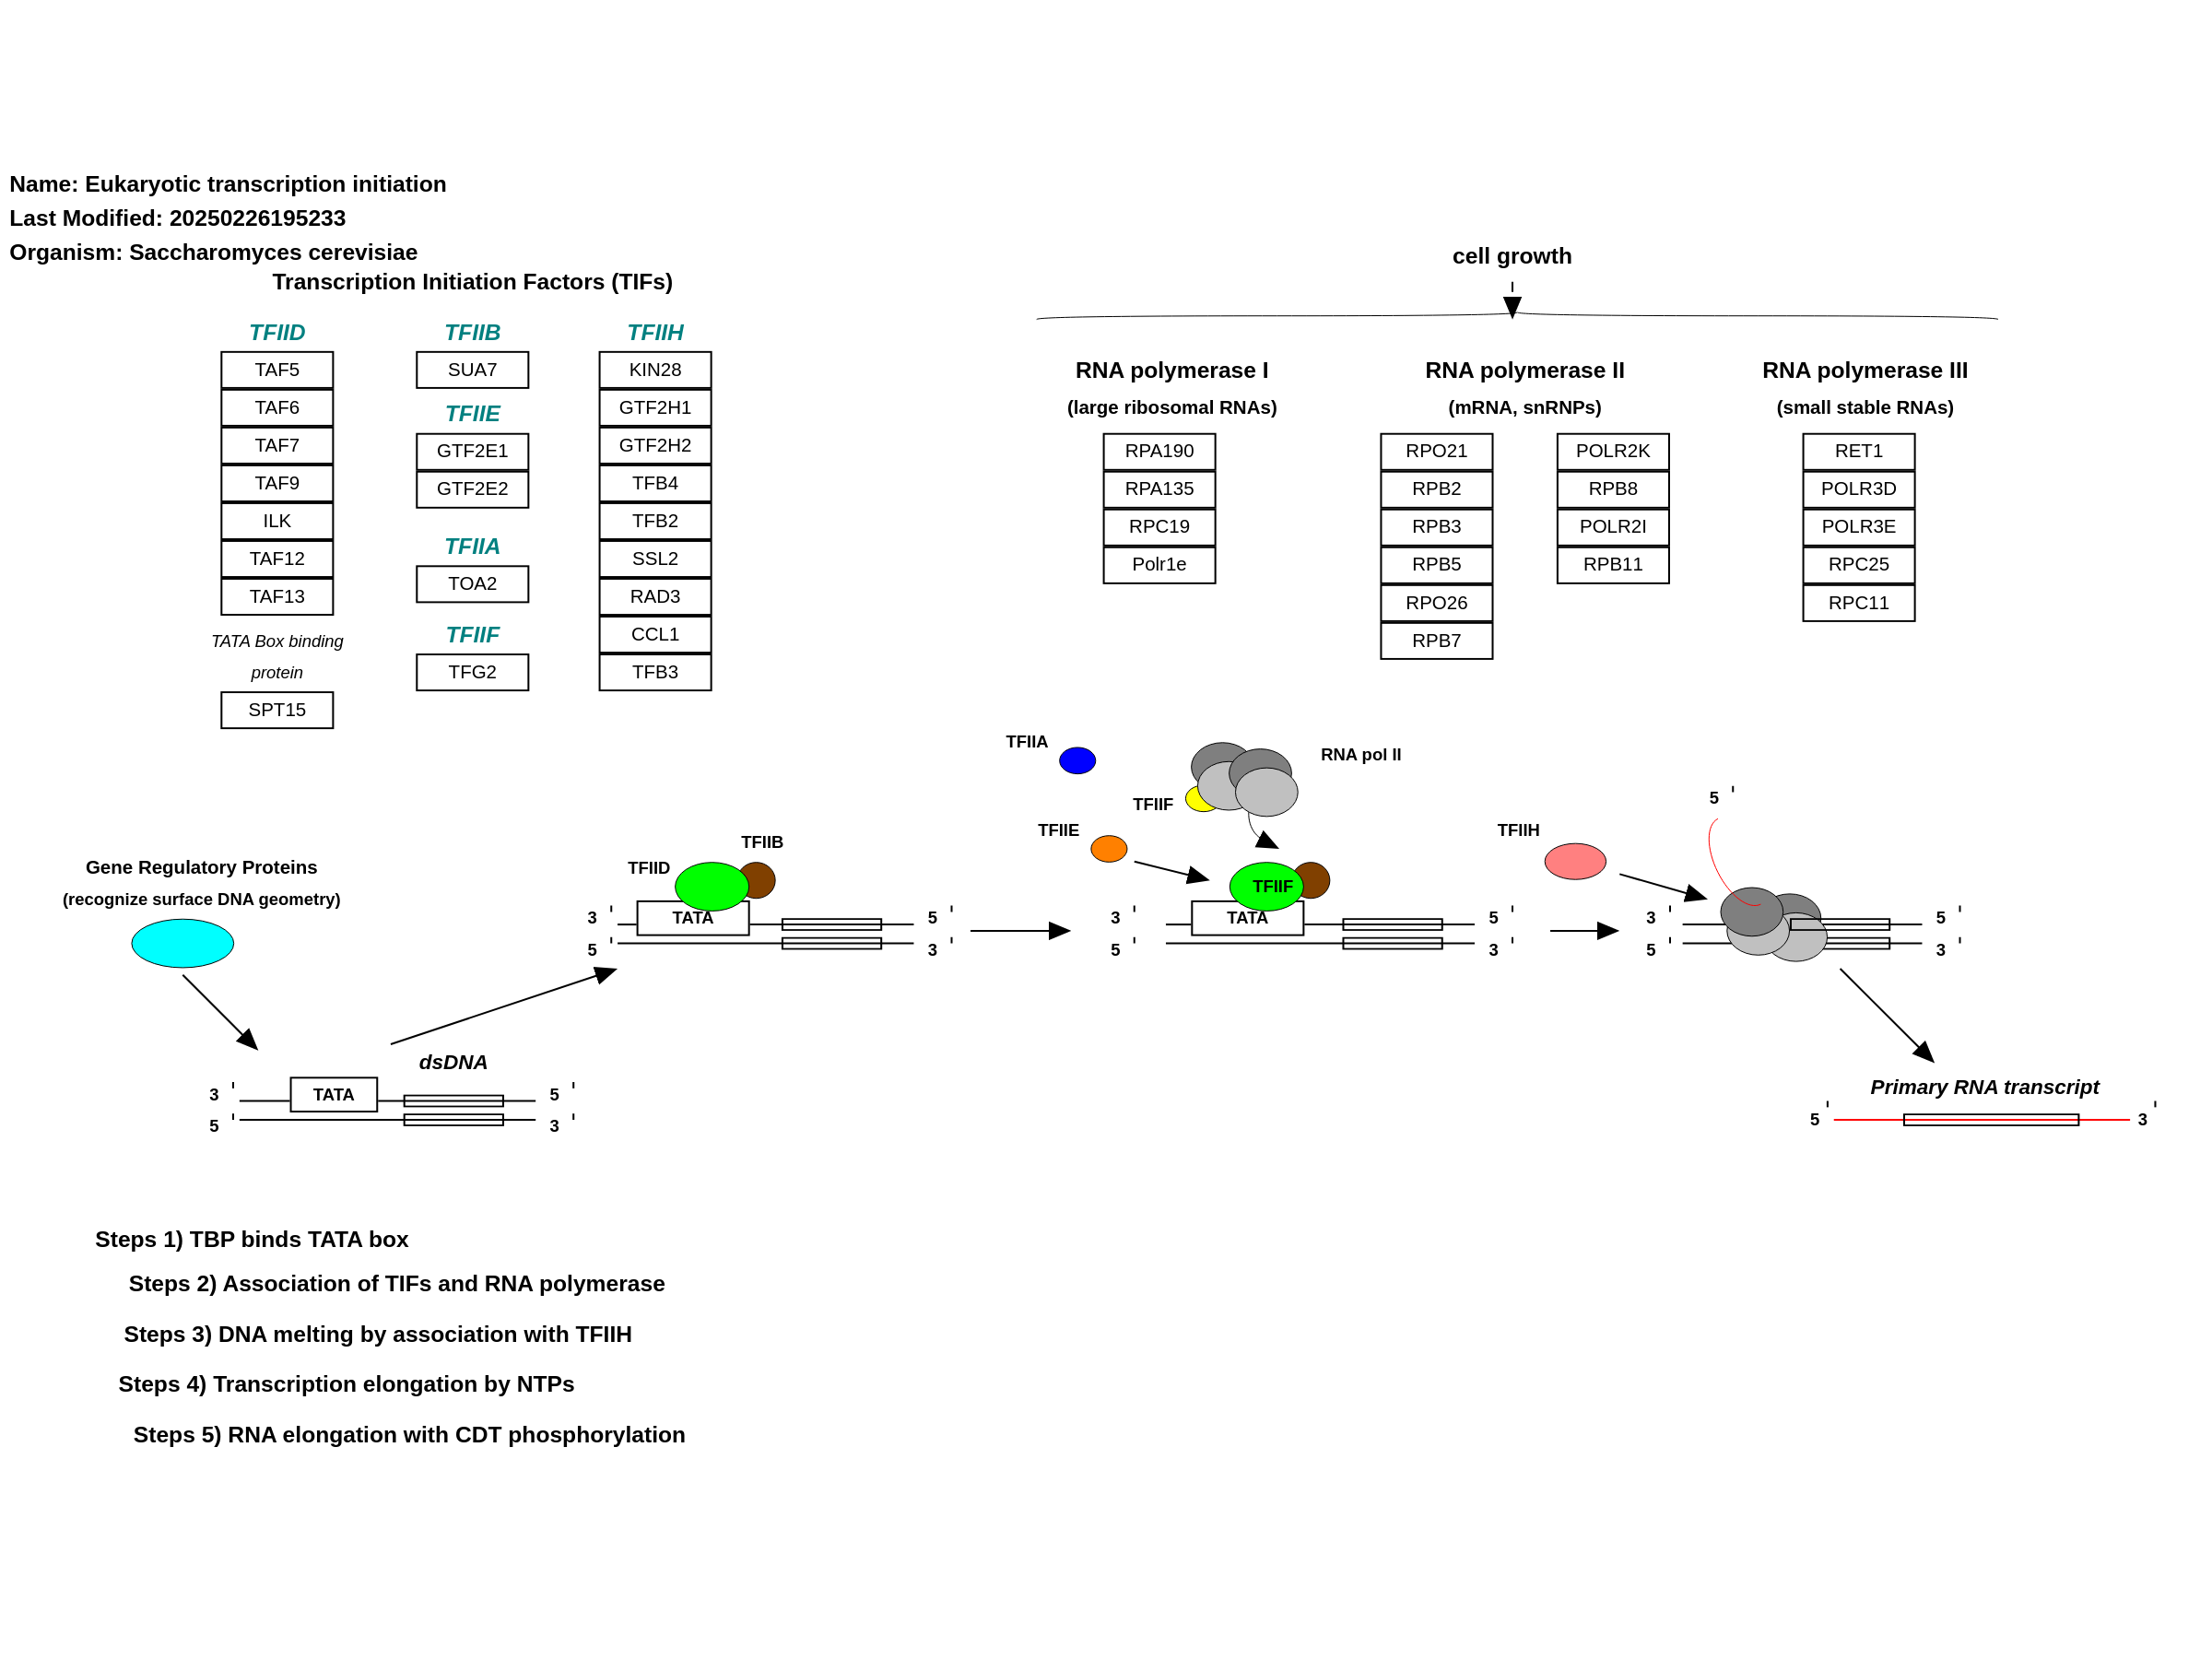 Name: Eukaryotic transcription initiation
Last Modified: 20250226195233
Organism: Saccharomyces cerevisiae
Transcription Initiation Factors (TIFs)
TFIID
TAF5
TAF6
TAF7
TAF9
ILK
TAF12
TAF13
TATA Box binding
protein
SPT15
TFIIB
SUA7
TFIIE
GTF2E1
GTF2E2
TFIIA
TOA2
TFIIF
TFG2
TFIIH
KIN28
GTF2H1
GTF2H2
TFB4
TFB2
SSL2
RAD3
CCL1
TFB3
cell growth
RNA polymerase I
(large ribosomal RNAs)
RPA190
RPA135
RPC19
Polr1e
RNA polymerase II
(mRNA, snRNPs)
RPO21
RPB2
RPB3
RPB5
RPO26
RPB7
POLR2K
RPB8
POLR2I
RPB11
RNA polymerase III
(small stable RNAs)
RET1
POLR3D
POLR3E
RPC25
RPC11
Gene Regulatory Proteins
(recognize surface DNA geometry)
dsDNA
3 ' TATA 5 '
5 ' 3 '
TFIIB
TFIID
3 ' TATA 5 '
5 ' 3 '
TFIIA
RNA pol II
TFIIF
TFIIE
TFIIF
3 ' TATA 5 '
5 ' 3 '
TFIIH
5 '
3 ' 5 '
5 ' 3 '
Primary RNA transcript
5 ' 3 '
Steps 1) TBP binds TATA box
Steps 2) Association of TIFs and RNA polymerase
Steps 3) DNA melting by association with TFIIH
Steps 4) Transcription elongation by NTPs
Steps 5) RNA elongation with CDT phosphorylation